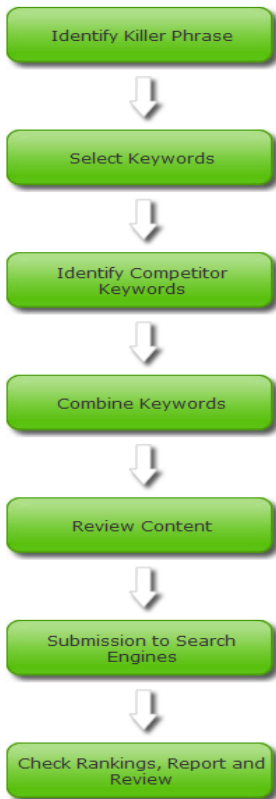 Identify Killer Phrase
Select Keywords
Identify Competitor
Keywords
Combine Keywords
Review Content
Submission to Search
Engines
Check Rankings, Report and
Review